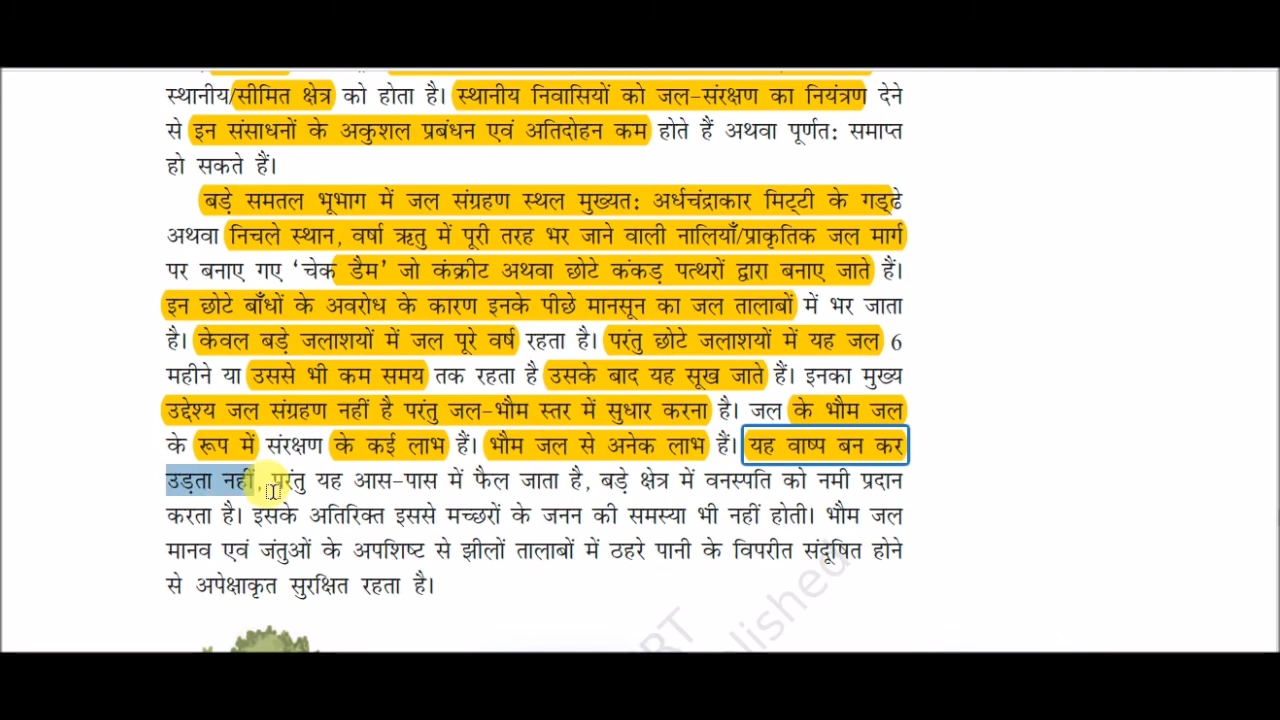 स्थानीय/सीमित क्षेत्र को होता है। स्थानीय निवासियों को जल-संरक्षण का नियंत्रण देने
से इन संसाधनों के अकुशल प्रबंधन एवं अतिदोहन कम होते हैं अथवा पूर्णत: समाप्त
हो सकते हैं।
बड़े समतल भूभाग में जल संग्रहण स्थल मुख्यत: अर्धचंद्राकार मिट्टी के गड्ढे
अथवा निचले स्थान, वर्षा ऋतु में पूरी तरह भर जाने वाली नालियाँ/प्राकृतिक जल मार्ग
पर बनाए गए ‘चेक डैम’ जो कंक्रीट अथवा छोटे कंकड़ पत्थरों द्वारा बनाए जाते हैं।
इन छोटे बाँधों के अवरोध के कारण इनके पीछे मानसून का जल तालाबों में भर जाता
है। केवल बड़े जलाशयों में जल पूरे वर्ष रहता है। परंतु छोटे जलाशयों में यह जल 6
महीने या उससे भी कम समय तक रहता है उसके बाद यह सूख जाते हैं। इनका मुख्य
उद्देश्य जल संग्रहण नहीं है परंतु जल-भौम स्तर में सुधार करना है। जल के भौम जल
के रूप में संरक्षण के कई लाभ हैं। भौम जल से अनेक लाभ हैं। यह वाष्प बन कर
उड़ता नहीं, परंतु यह आस-पास में फैल जाता है, बड़े क्षेत्र में वनस्पति को नमी प्रदान
करता है। इसके अतिरिक्त इससे मच्छरों के जनन की समस्या भी नहीं होती। भौम जल
मानव एवं जंतुओं के अपशिष्ट से झीलों तालाबों में ठहरे पानी के विपरीत संदूषित होने
से अपेक्षाकृत सुरक्षित रहता है।